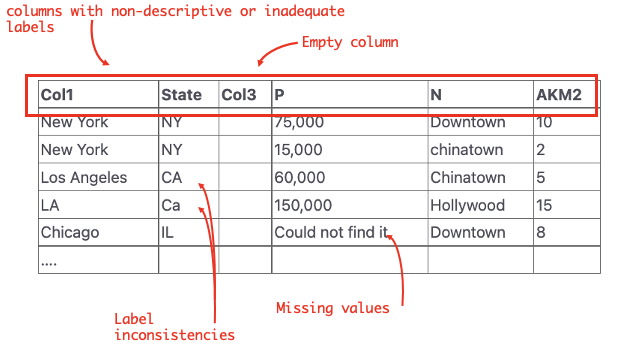 columns with non-descriptive or inadequate
labels
Empty column
Col1 State Col3 P N AKM2
New York NY 75,000 Downtown 10
New York NY 15,000 chinatown 2
Los Angeles CA 60,000 Chinatown 5
LA Ca 150,000 Hollywood 15
Chicago IL Could not find it. Downtown 8
....
Missing values
Label
inconsistencies